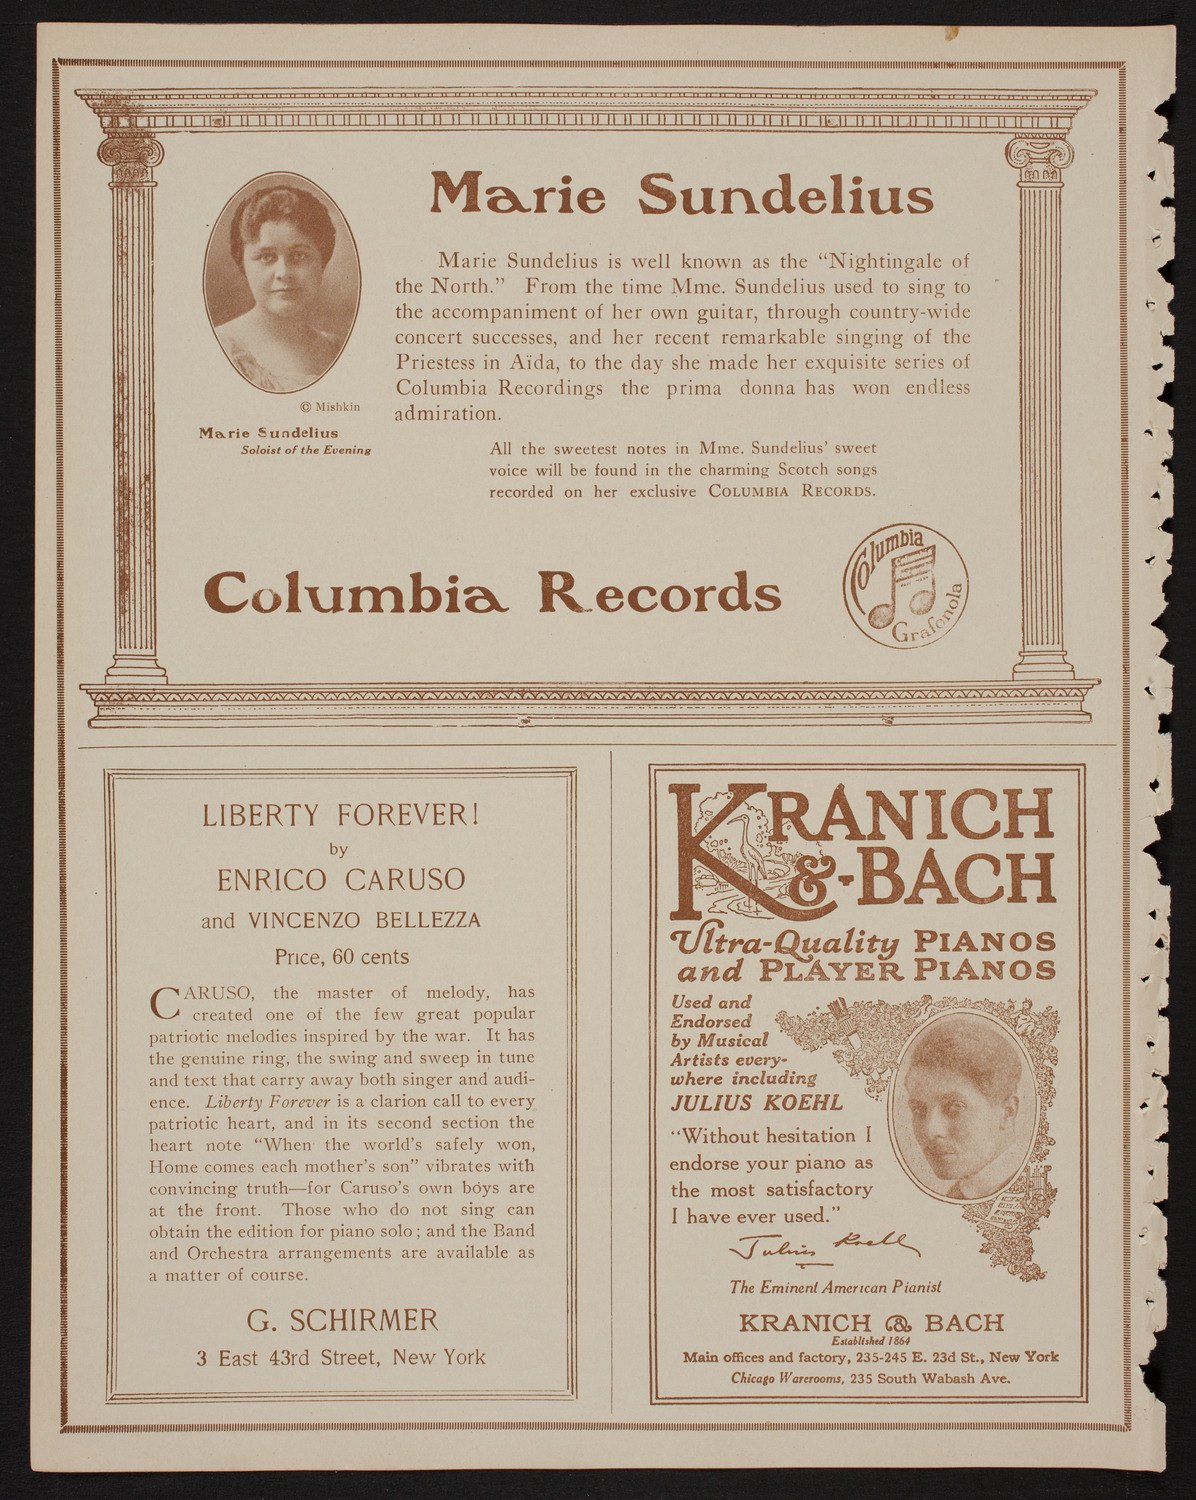 Marie Sundelius
Marie Sundelius is well known as the “Nightingale of
the North.” From the time Mme. Sundelius used to sing to
the accompaniment of her own guitar, through country-wide
concert successes, and her recent remarkable singing of the
Priestess in Aïda, to the day she made her exquisite series of
Columbia Recordings the prima donna has won endless
admiration.
© Mishkin
Marie Sundelius
Soloist of the Evening
All the sweetest notes in Mme. Sundelius’ sweet
voice will be found in the charming Scotch songs
recorded on her exclusive COLUMBIA RECORDS.
Columbia Records
Columbia
Grafonola
LIBERTY FOREVER!
by
ENRICO CARUSO
and VINCENZO BELLEZZA
Price, 60 cents
CARUSO, the master of melody, has
created one of the few great popular
patriotic melodies inspired by the war. It has
the genuine ring, the swing and sweep in tune
and text that carry away both singer and audi-
ence. Liberty Forever is a clarion call to every
patriotic heart, and in its second section the
heart note “When the world’s safely won,
Home comes each mother’s son” vibrates with
convincing truth—for Caruso’s own boys are
at the front. Those who do not sing can
obtain the edition for piano solo; and the Band
and Orchestra arrangements are available as
a matter of course.
G. SCHIRMER
3 East 43rd Street, New York
KRANICH
&-BACH
Ultra-Quality PIANOS
and PLAYER PIANOS
Used and
Endorsed
by Musical
Artists every-
where including
JULIUS KOEHL
“Without hesitation I
endorse your piano as
the most satisfactory
I have ever used.”
Julius Koehl
The Eminent American Pianist
KRANICH & BACH
Established 1864
Main offices and factory, 235-245 E. 23d St., New York
Chicago Warerooms, 235 South Wabash Ave.